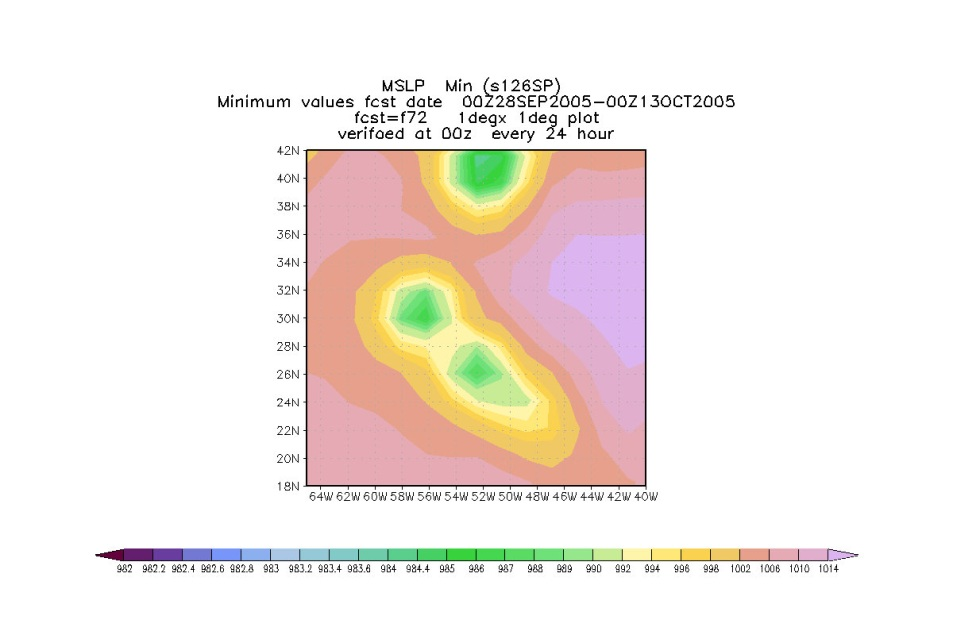 MSLP Min (s126SP)
Minimum values fcst date 00Z28SEP2005-00Z13OCT2005
fcst=f72 1degx 1deg plot
verifoed at 00z every 24 hour
42N
40N
38N
36N
34N
32N
30N
28N
26N
24N
22N
20N
18N
64W 62W 60W 58W 56W 54W 52W 50W 48W 46W 44W 42W 40W
982 982.2 982.4 982.6 982.8 983 983.2 983.4 983.6 984 984.4 985 986 987 988 989 990 992 994 996 998 1002 1006 1010 1014